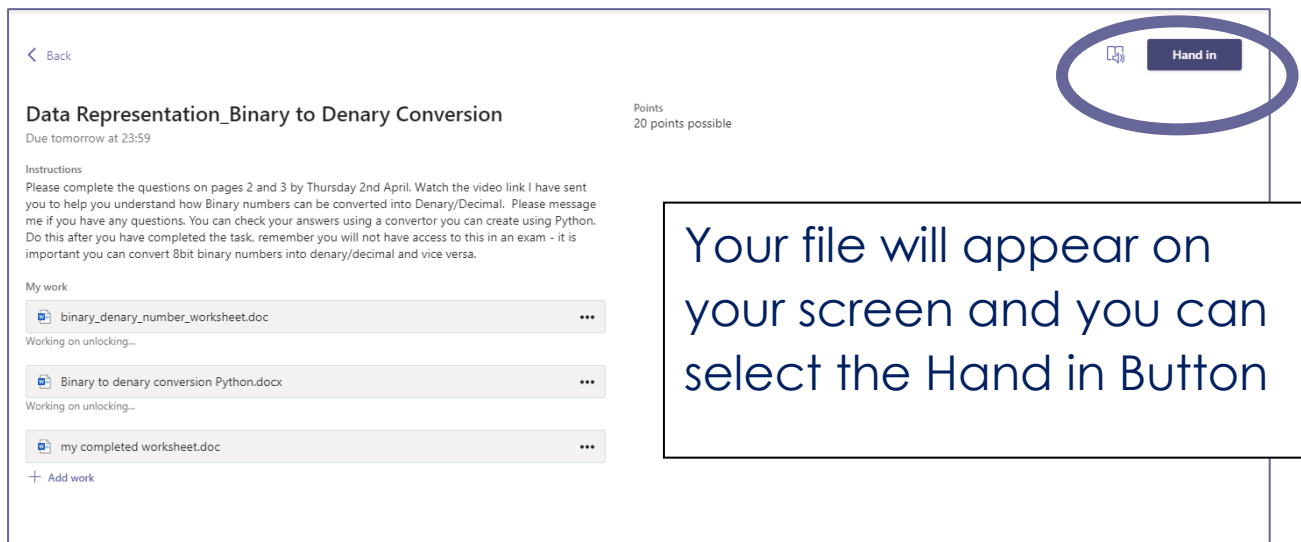 Back
Hand in
Data Representation_Binary to Denary Conversion
Due tomorrow at 23:59
Points
20 points possible
Instructions
Please complete the questions on pages 2 and 3 by Thursday 2nd April. Watch the video link I have sent
you to help you understand how Binary numbers can be converted into Denary/Decimal.  Please message
me if you have any questions. You can check your answers using a convertor you can create using Python.
Do this after you have completed the task, remember you will not have access to this in an exam - it is
important you can convert 8bit binary numbers into denary/decimal and vice versa.
My work
binary_denary_number_worksheet.doc
Working on unlocking...
Binary to denary conversion Python.docx
Working on unlocking...
my completed worksheet.doc
+ Add work
Your file will appear on
your screen and you can
select the Hand in Button